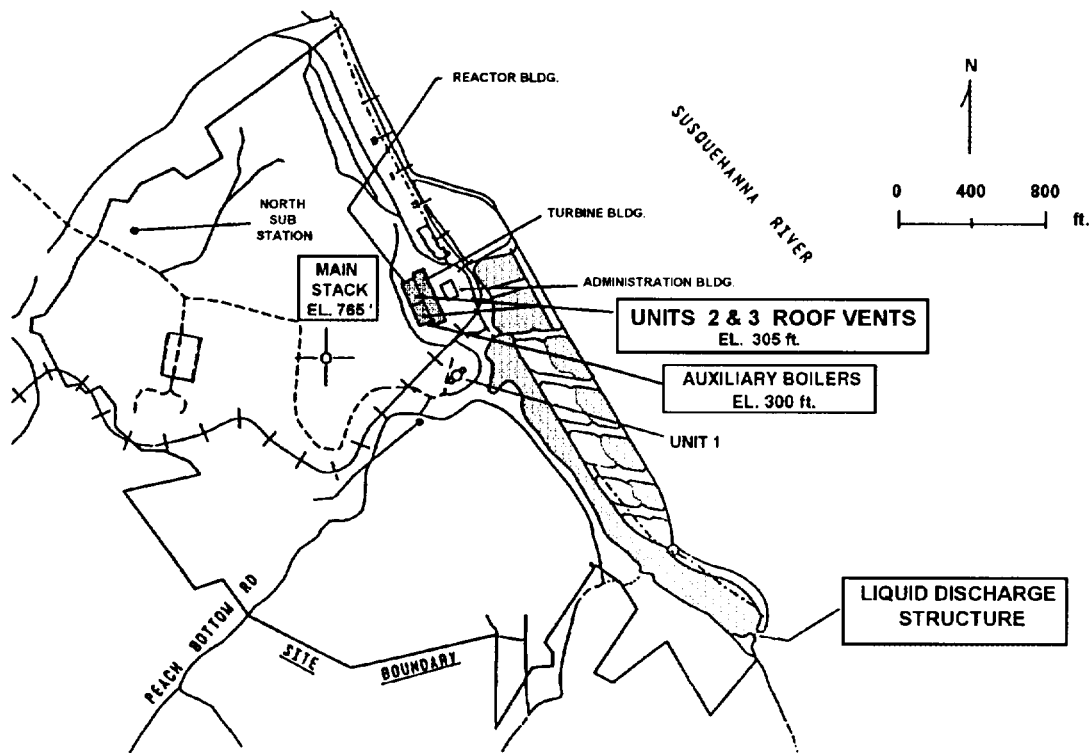 REACTOR BLDG.
N
SUSQUEHANNA RIVER
0 400 800
ft.
NORTH
SUB
STATION
TURBINE BLDG.
MAIN
STACK
EL. 765 '
ADMINISTRATION BLDG.
UNITS 2 & 3 ROOF VENTS
EL. 305 ft.
AUXILIARY BOILERS
EL. 300 ft.
UNIT 1
LIQUID DISCHARGE
STRUCTURE
PEACH BOTTOM RD
SITE BOUNDARY